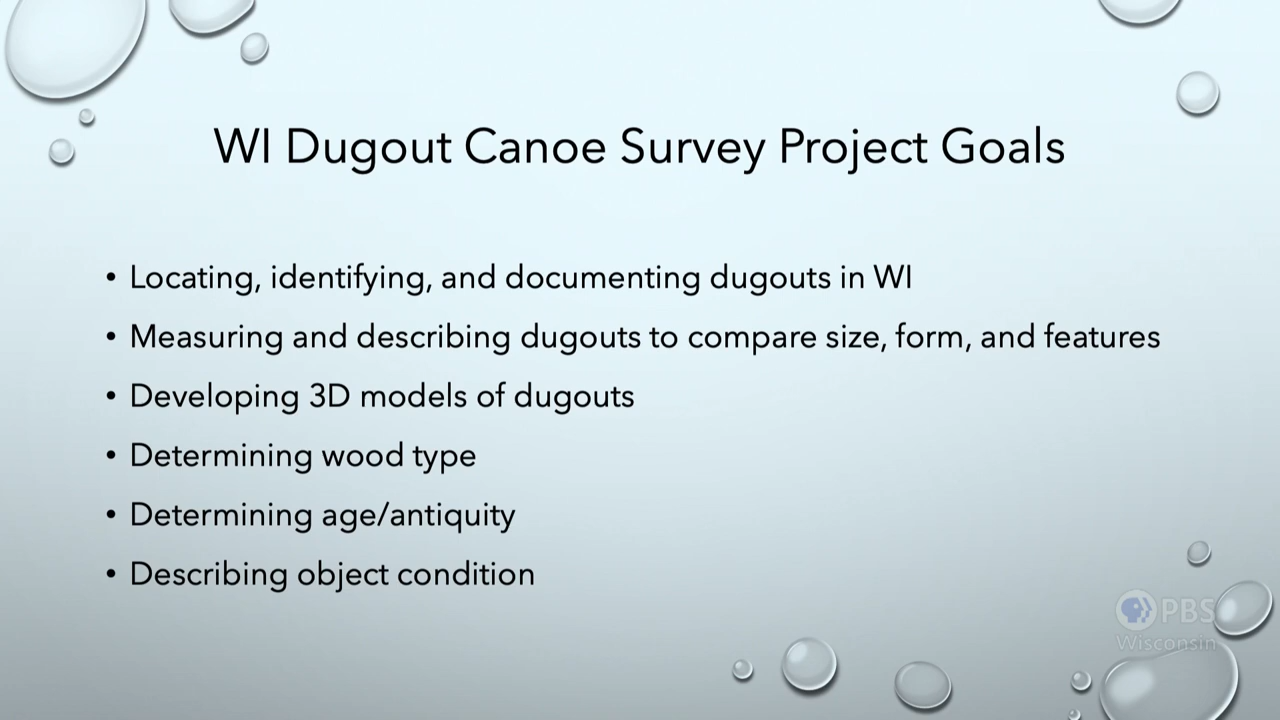 WI Dugout Canoe Survey Project Goals
• Locating, identifying, and documenting dugouts in WI
• Measuring and describing dugouts to compare size, form, and features
• Developing 3D models of dugouts
• Determining wood type
• Determining age/antiquity
• Describing object condition
PBS
Wisconsin